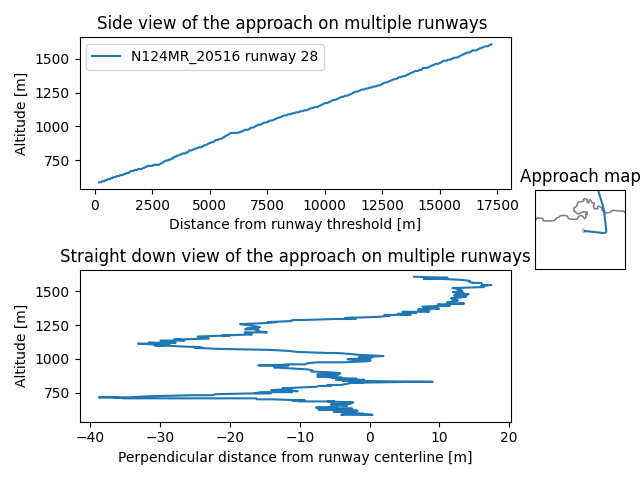 Side view of the approach on multiple runways
Altitude [m]
1500
1250
1000
750
N124MR_20516 runway 28
0
2500
5000
7500
10000
12500
15000
17500
Distance from runway threshold [m]
Approach map
Straight down view of the approach on multiple runways
Altitude [m]
1500
1250
1000
750
−40
−30
−20
−10
0
10
20
Perpendicular distance from runway centerline [m]